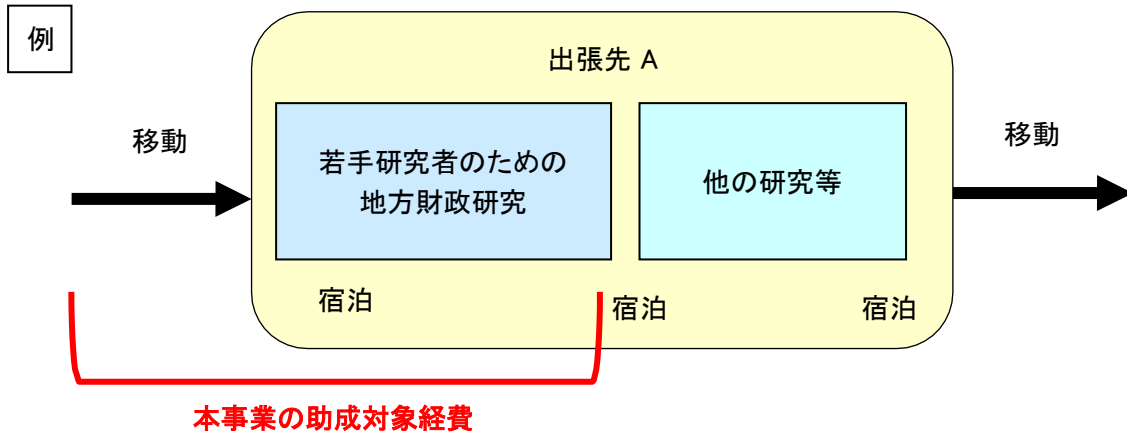 例
出張先 A
移動
若手研究者のための
地方財政研究
他の研究等
移動
宿泊
宿泊
宿泊
本事業の助成対象経費